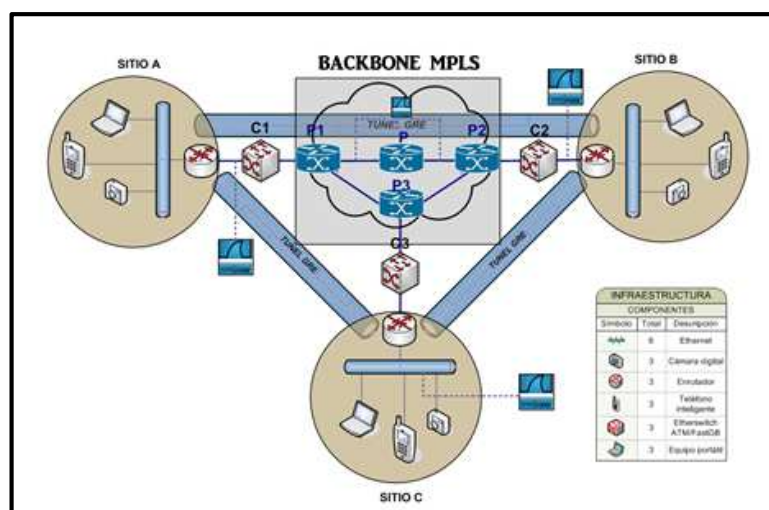 BACKBONE MPLS
SITIO A
SITIO B
C1
P1
TUNEL GRE
P
P2
C2
P3
C3
TUNEL GRE
TUNEL GRE
SITIO C
INFRAESTRUCTURA
COMPONENTES
Símbolo Total Descripción
6 Ethernet
3 Cámara digital
3 Enrutador
3 Teléfono
inteligente
3 Etherswitch
ATM/FastGB
3 Equipo portátil